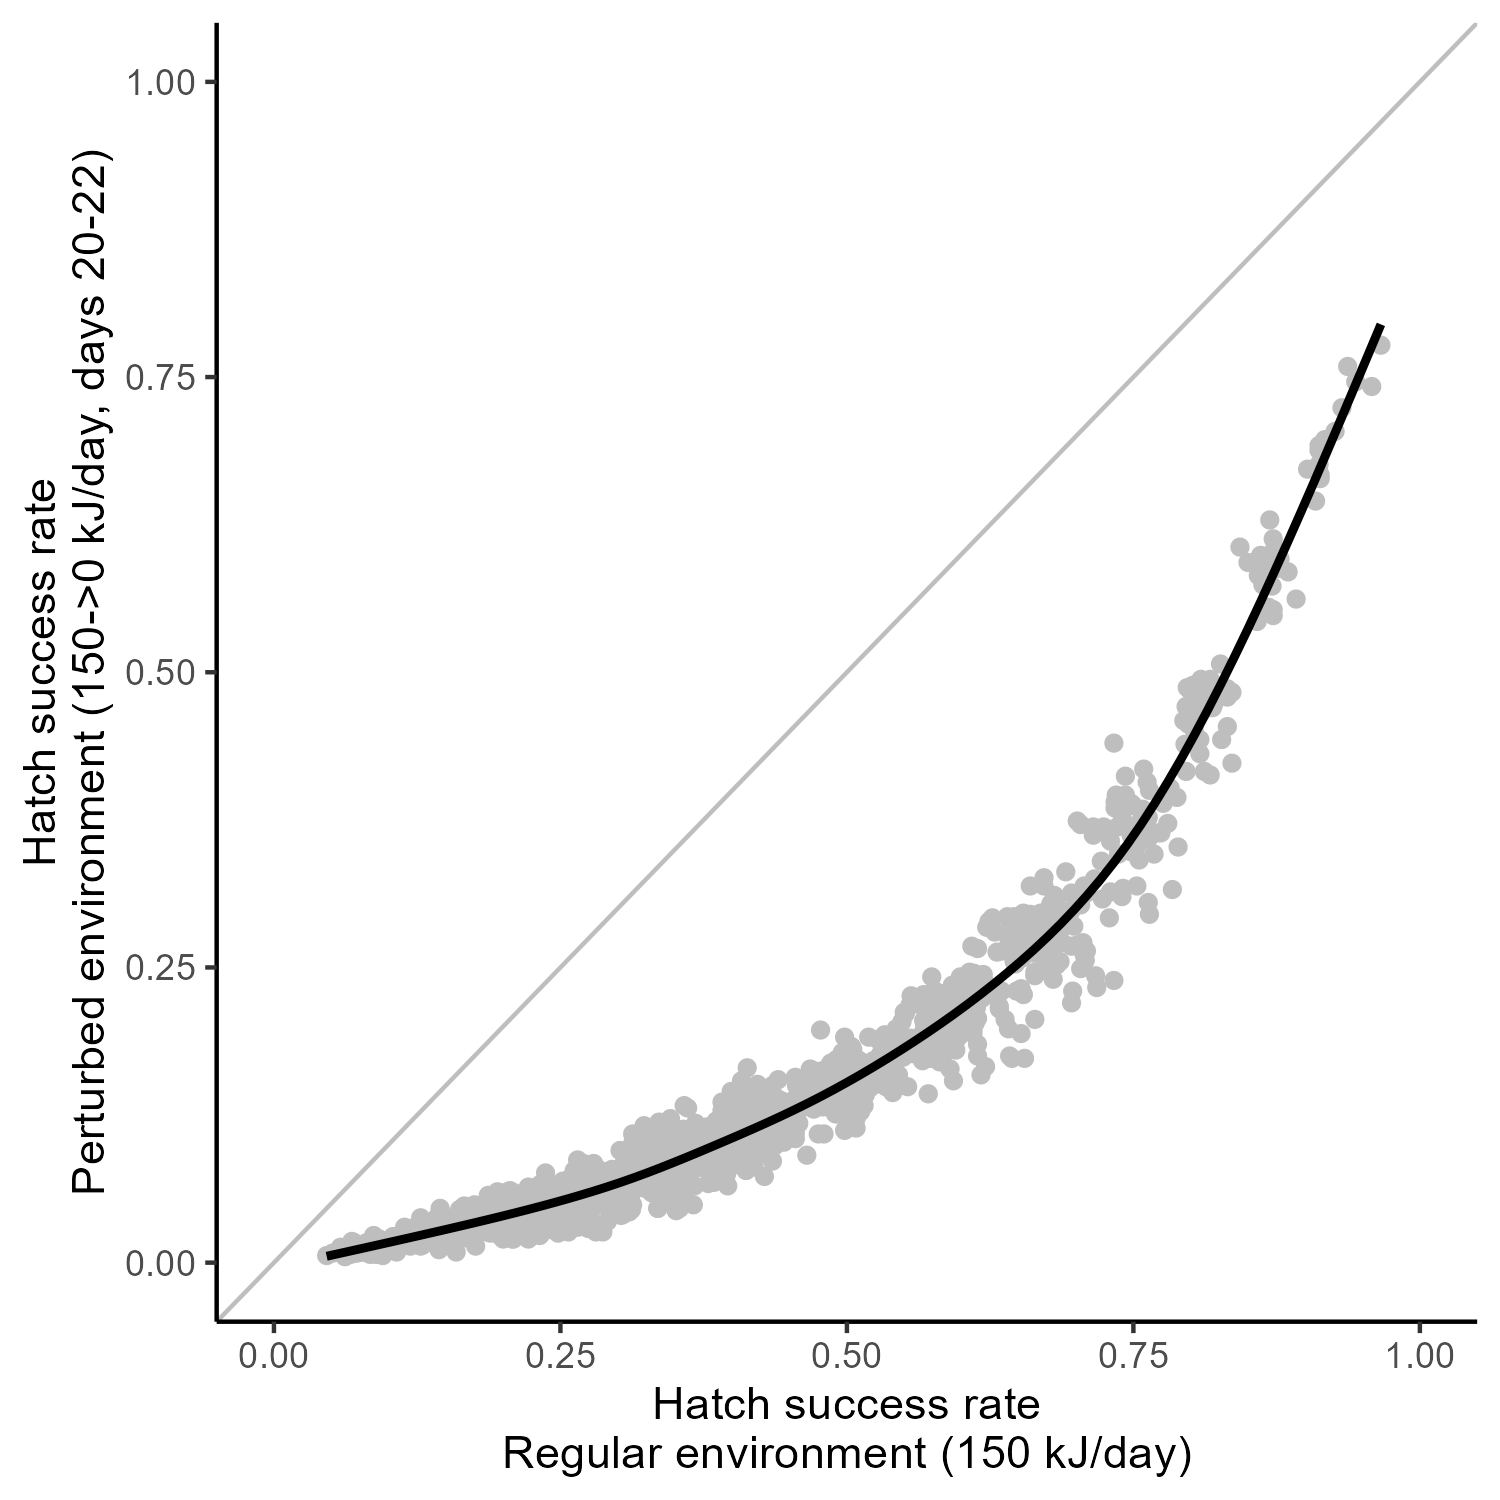 Hatch success rate
Perturbed environment (150->0 kJ/day, days 20-22)
1.00
0.75
0.50
0.25
0.00
0.00
0.25
0.50
0.75
1.00
Hatch success rate
Regular environment (150 kJ/day)